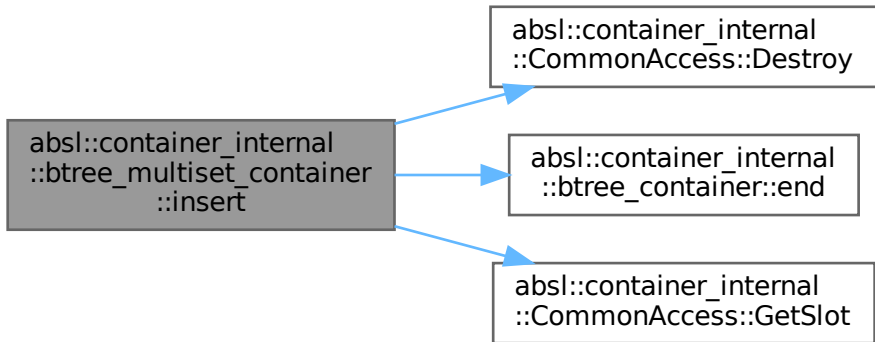 absl::container_internal
::btree_multiset_container
::insert
absl::container_internal
::CommonAccess::Destroy
absl::container_internal
::btree_container::end
absl::container_internal
::CommonAccess::GetSlot